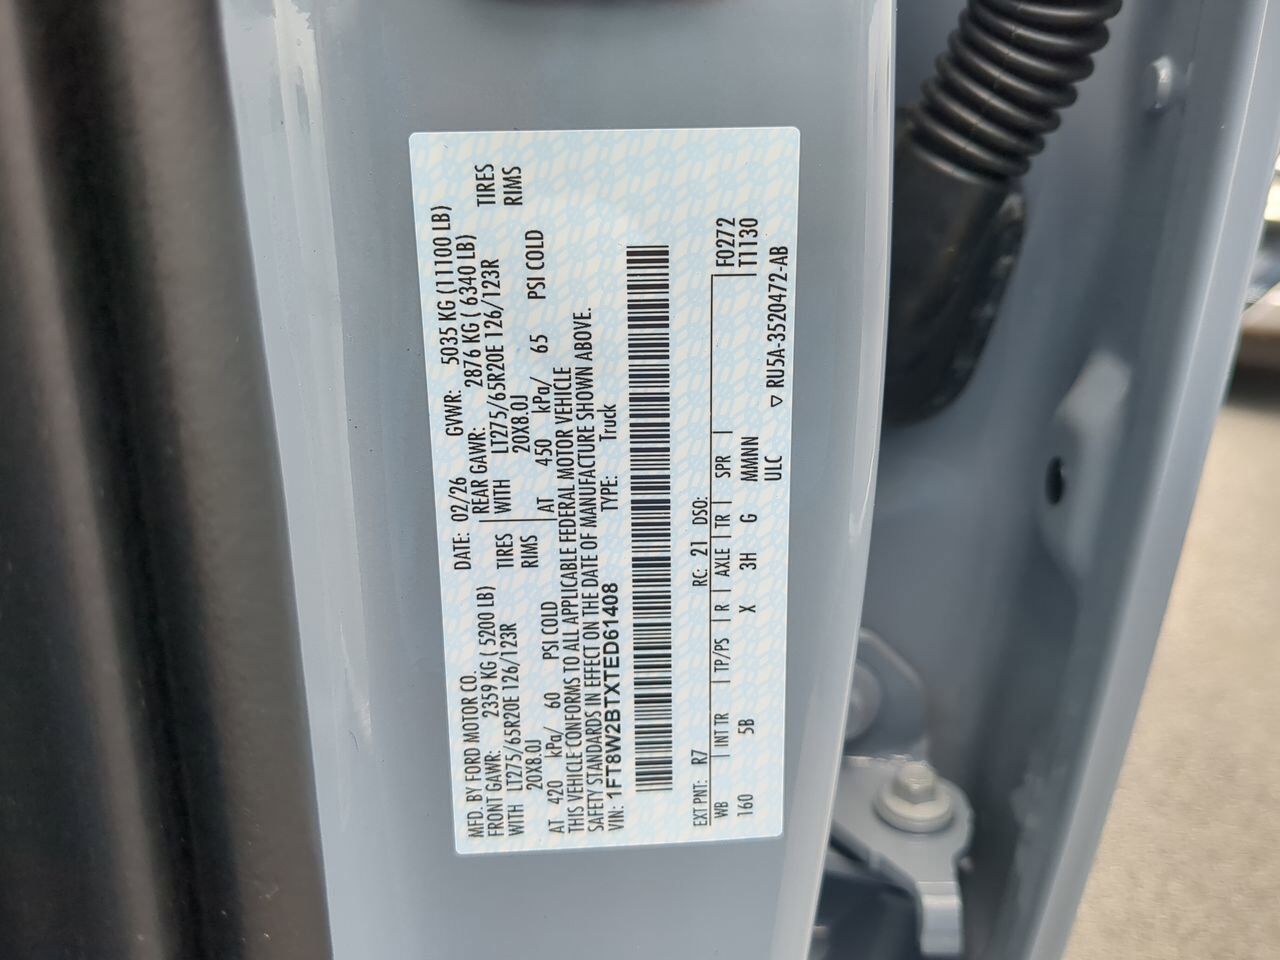 MFD. BY FORD MOTOR CO. DATE: 02/26 GVWR: 5035 KG (11100 LB)
FRONT GAWR: 2359 KG ( 5200 LB) REAR GAWR: 2876 KG ( 6340 LB)
WITH LT275/65R20E 126/123R TIRES WITH LT275/65R20E 126/123R TIRES
20X8.0J RIMS 20X8.0J RIMS
AT 420 kPa/ 60 PSI COLD AT 450 kPa/ 65 PSI COLD
THIS VEHICLE CONFORMS TO ALL APPLICABLE FEDERAL MOTOR VEHICLE
SAFETY STANDARDS IN EFFECT ON THE DATE OF MANUFACTURE SHOWN ABOVE.
VIN: 1FT8W2BTXTED61408 TYPE: Truck
EXT PNT: R7 RC: 21 DSO: F0272
WB INT TR TP/PS R AXLE TR SPR T1130
160 5B X 3H G MMNN
ULC ▽ RU5A-3520472-AB